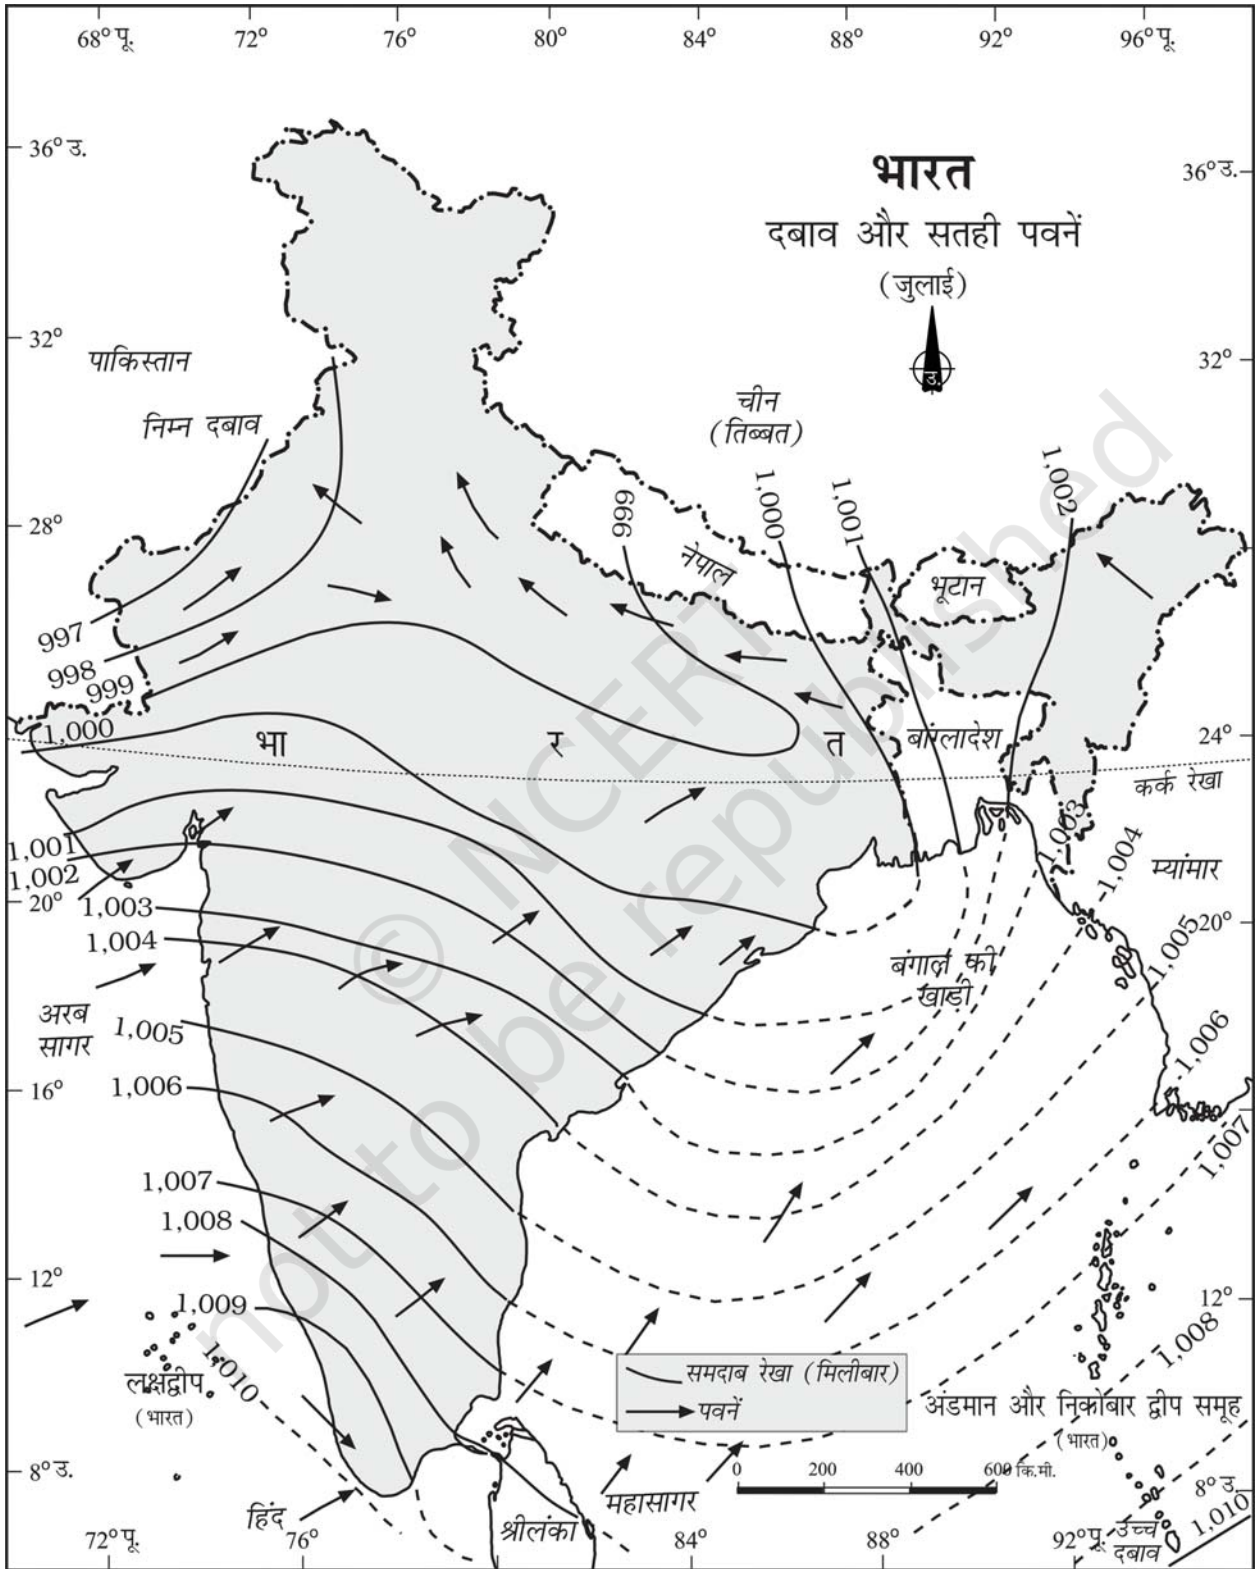 68° पू.
72°
76°
80°
84°
88°
92°
96° पू.
36° उ.
भारत
36° उ.
दबाव और सतही पवनें
(जुलाई)
उ.
32°
32°
पाकिस्तान
निम्न दबाव
चीन
(तिब्बत)
1,000
1,001
1,002
999
28°
नेपाल
भूटान
997
998
999
1,000
भा
र
त
बांग्लादेश
24°
कर्क रेखा
1,001
1,002
20°
1,003
1,004
1,003
1,004
म्यांमार
1,005
20°
बंगाल की
खाड़ी
अरब
सागर
1,005
1,006
1,006
16°
1,007
1,007
1,008
12°
12°
1,009
1,008
1,010
लक्षद्वीप
(भारत)
समदाब रेखा (मिलीबार)
पवनें
अंडमान और निकोबार द्वीप समूह
(भारत)
0 200 400 600 कि.मी.
8° उ.
8° उ.
हिंद
महासागर
श्रीलंका
उच्च
दबाव
1,010
72° पू.
76°
84°
88°
92° पू.
© NCERT
not to be republished